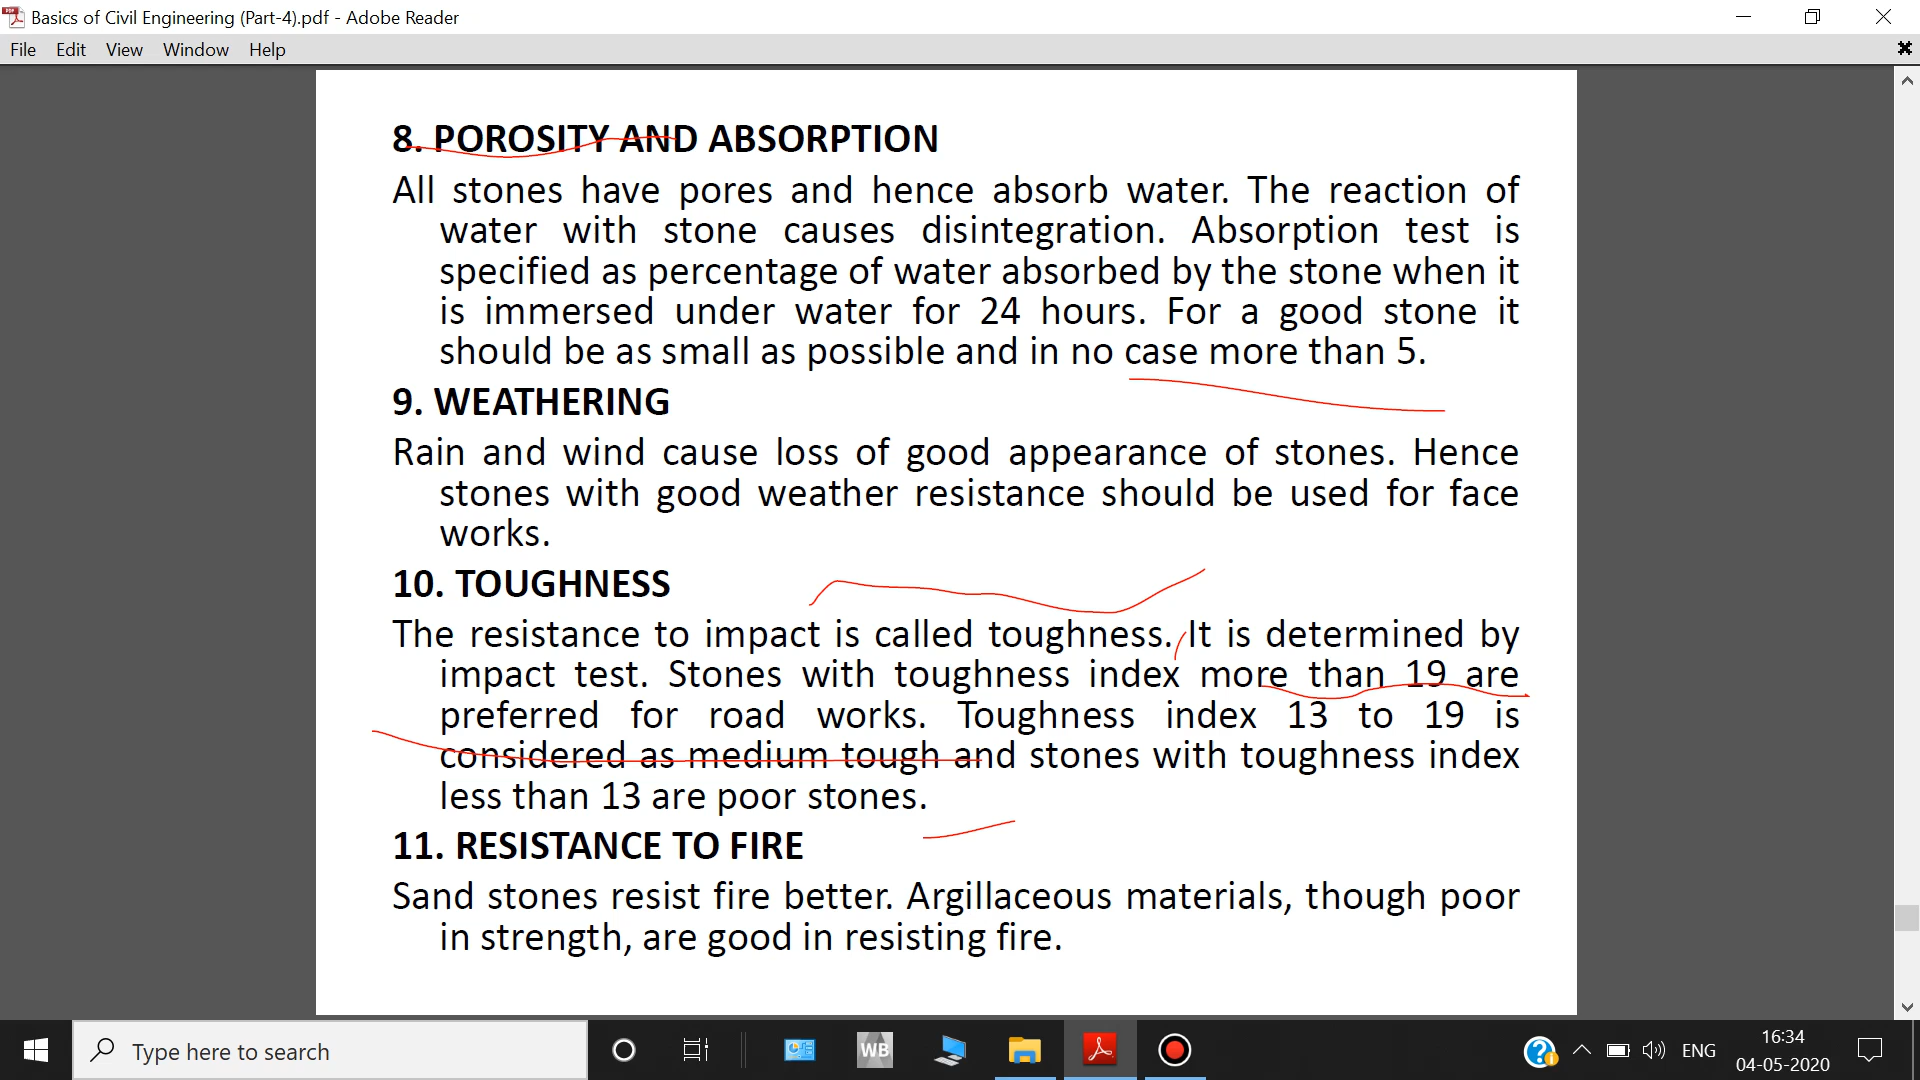 Basics of Civil Engineering (Part-4).pdf - Adobe Reader
File Edit View Window Help
8. POROSITY AND ABSORPTION
All stones have pores and hence absorb water. The reaction of
water with stone causes disintegration. Absorption test is
specified as percentage of water absorbed by the stone when it
is immersed under water for 24 hours. For a good stone it
should be as small as possible and in no case more than 5.
9. WEATHERING
Rain and wind cause loss of good appearance of stones. Hence
stones with good weather resistance should be used for face
works.
10. TOUGHNESS
The resistance to impact is called toughness. It is determined by
impact test. Stones with toughness index more than 19 are
preferred for road works. Toughness index 13 to 19 is
considered as medium tough and stones with toughness index
less than 13 are poor stones.
11. RESISTANCE TO FIRE
Sand stones resist fire better. Argillaceous materials, though poor
in strength, are good in resisting fire.
Type here to search
WB
ENG
16:34
04-05-2020